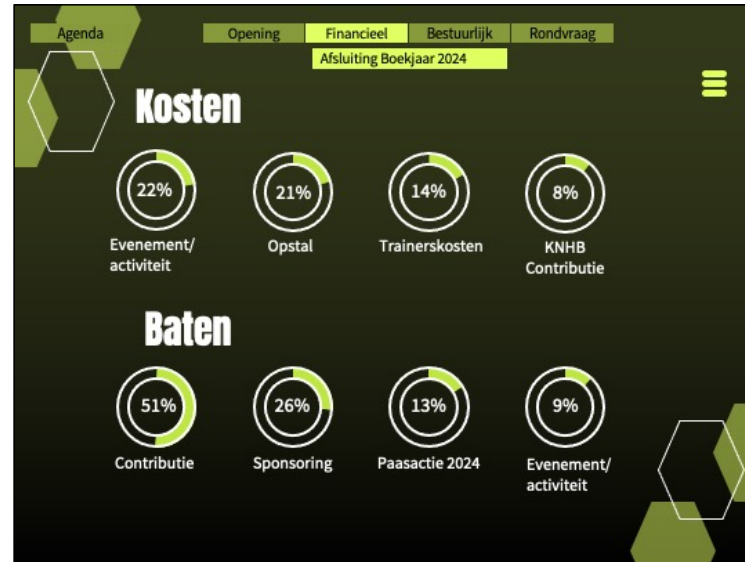 Agenda
Opening
Financieel
Bestuurlijk
Rondvraag
Afsluiting Boekjaar 2024
Kosten
22%
21%
14%
8%
Evenement/
activiteit
Opstal
Trainerskosten
KNHB
Contributie
Baten
51%
26%
13%
9%
Contributie
Sponsoring
Paasactie 2024
Evenement/
activiteit